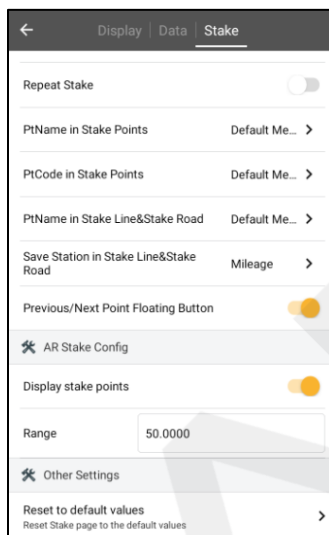 Display | Data | Stake
Repeat Stake
PtName in Stake Points Default Me...
PtCode in Stake Points Default Me...
PtName in Stake Line&Stake Road Default Me...
Save Station in Stake Line&Stake
Road
Mileage
Previous/Next Point Floating Button
AR Stake Config
Display stake points
Range 50.0000
Other Settings
Reset to default values
Reset Stake page to the default values